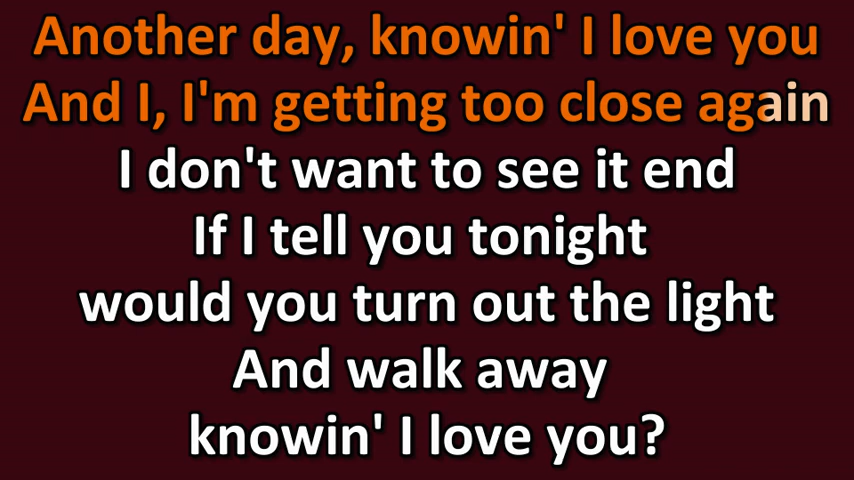 Another day, knowin' I love you
And I, I'm getting too close again
I don't want to see it end
If I tell you tonight
would you turn out the light
And walk away
knowin' I love you?